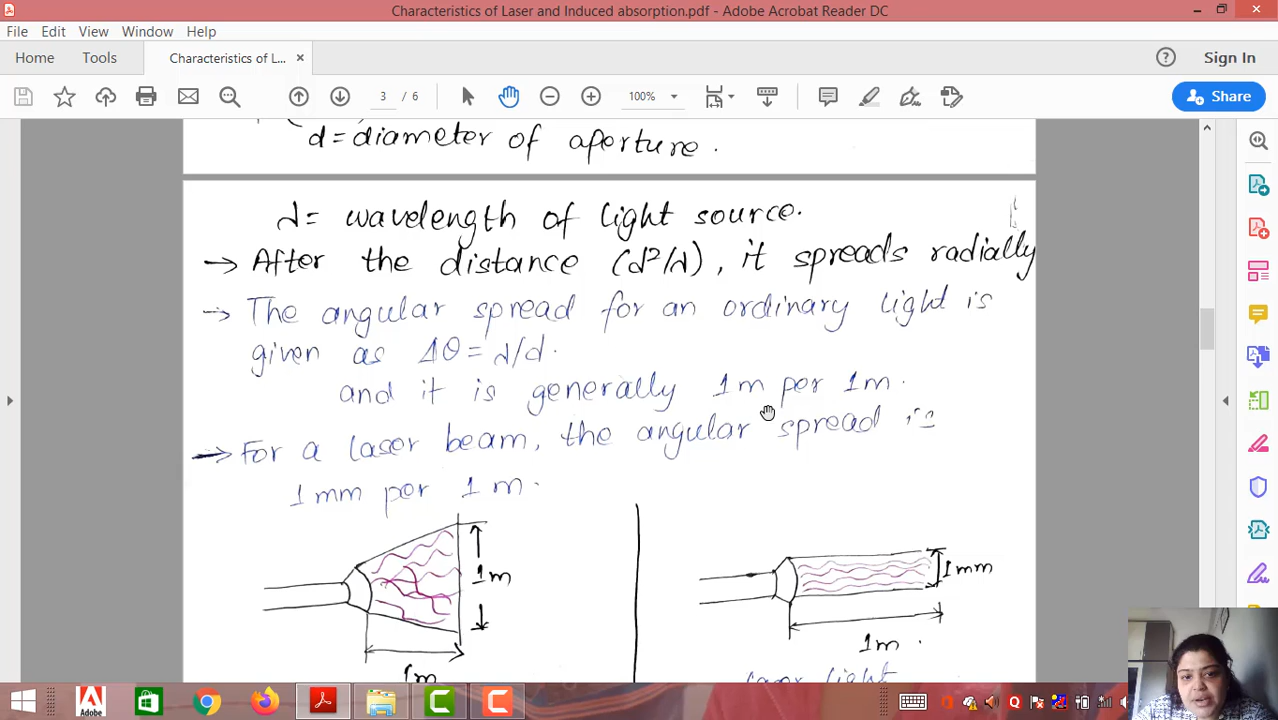 Characteristics of Laser and Induced absorption.pdf - Adobe Acrobat Reader DC
File Edit View Window Help
Home Tools Characteristics of L... × Sign In
3 / 6 100% Share
d = diameter of aperture.
λ = wavelength of light source.
→ After the distance (d²/λ), it spreads radially
→ The angular spread for an ordinary light is
given as Δθ = λ/d.
and it is generally 1m per 1m.
→ For a laser beam, the angular spread is
1mm per 1m.
1m
1mm
1m
1m
light
Adobe